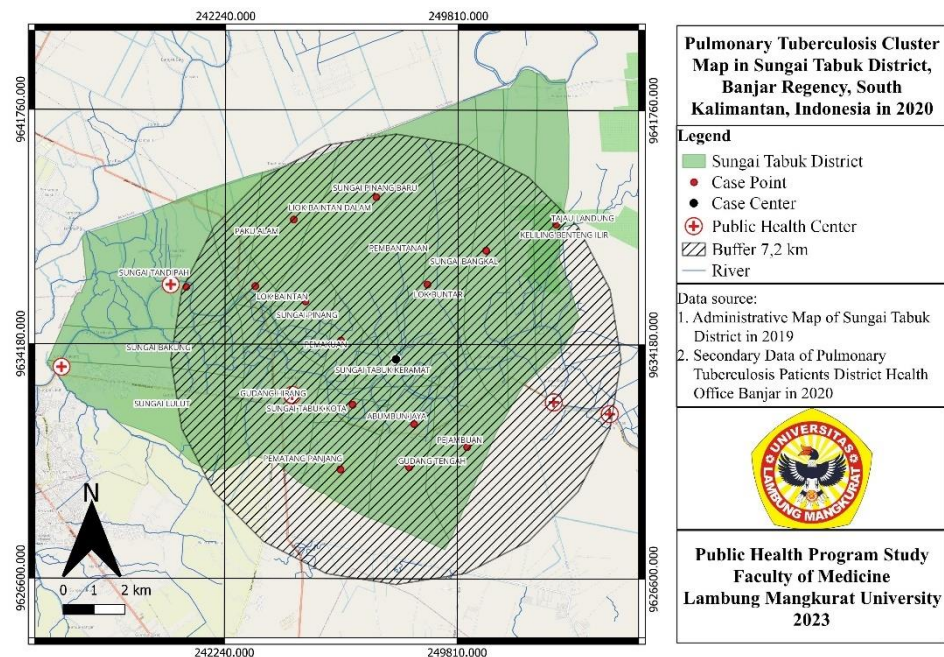 242240.000
249810.000
9641760.000
9641760.000
SUNGAI PINANG BARU
LIOK BAINTAN DALAM
TAJAU LANDUNG
PAKU ALAM
KELILING BENTENG ILIR
PEMBANTANAN
SUNGAI BANGKAL
SUNGAI TANDIPAH
LOK BAINTAN
LOK BUNTAR
SUNGAI PINANG
9634180.000
9634180.000
SUNGAI BAKUNG
SUNGAI TABUK KERAMAT
GUDANG HIRANG
SUNGAI LULUT
SUNGAI TABUK KOTA
ABUMBUN JAYA
PEJAMBUAN
PEMATANG PANJANG
GUDANG TENGAH
N
0 1 2 km
9626600.000
9626600.000
242240.000
249810.000
Pulmonary Tuberculosis Cluster
Map in Sungai Tabuk District,
Banjar Regency, South
Kalimantan, Indonesia in 2020
Legend
Sungai Tabuk District
Case Point
Case Center
Public Health Center
Buffer 7,2 km
River
Data source:
1. Administrative Map of Sungai Tabuk
District in 2019
2. Secondary Data of Pulmonary
Tuberculosis Patients District Health
Office Banjar in 2020
UNIVERSITAS
LAMBUNG MANGKURAT
Public Health Program Study
Faculty of Medicine
Lambung Mangkurat University
2023